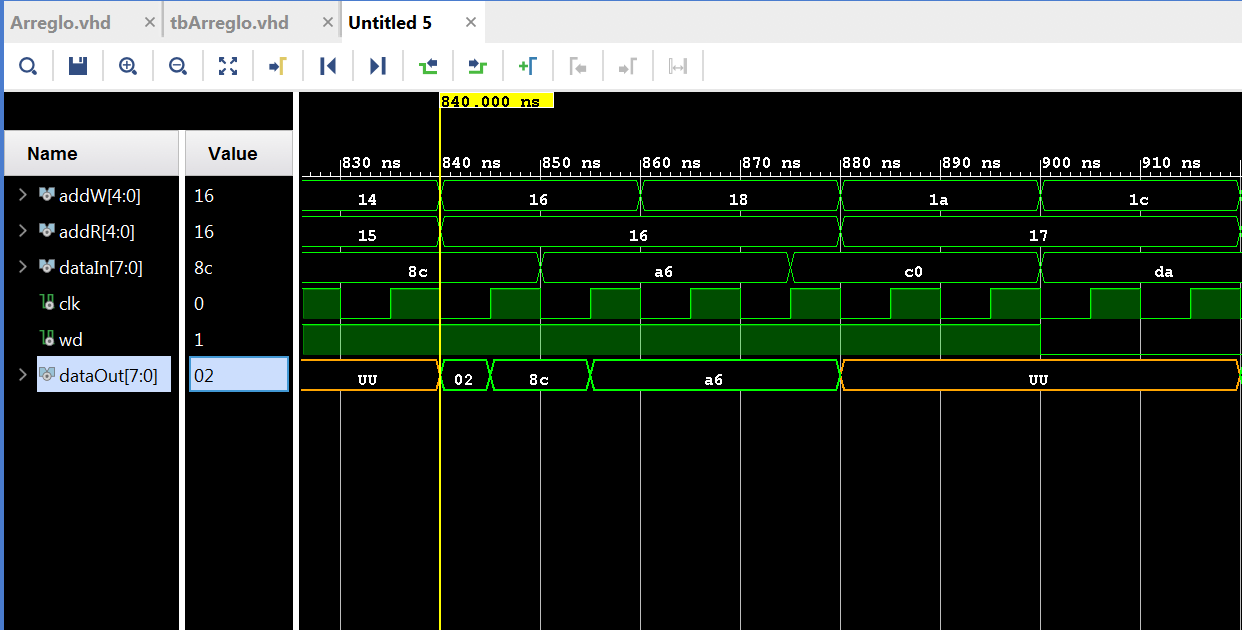 Arreglo.vhd × tbArreglo.vhd × Untitled 5 ×
840.000 ns
Name Value
830 ns 840 ns 850 ns 860 ns 870 ns 880 ns 890 ns 900 ns 910 ns
addW[4:0] 16 14 16 18 1a 1c
addR[4:0] 16 15 16 17
dataIn[7:0] 8c 8c a6 c0 da
clk 0
wd 1
dataOut[7:0] 02 UU 02 8c a6 UU